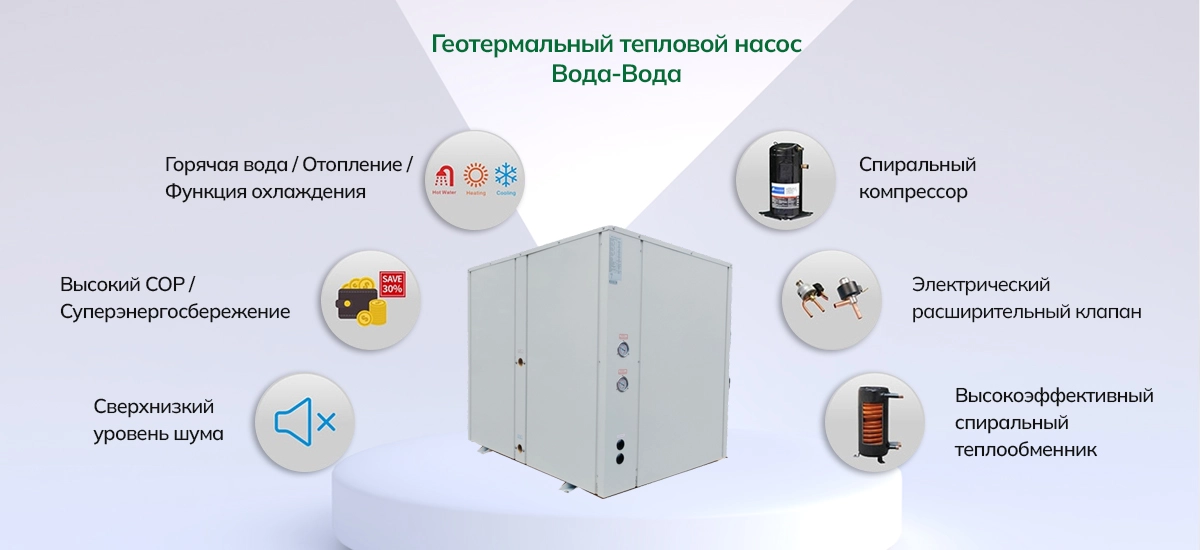 Геотермальный тепловой насос
Вода-Вода
Горячая вода / Отопление /
Функция охлаждения
Hot Water
Heating
Cooling
Спиральный
компрессор
Высокий COP /
Суперэнергосбережение
SAVE
30%
Электрический
расширительный клапан
Сверхнизкий
уровень шума
Высокоэффективный
спиральный
теплообменник